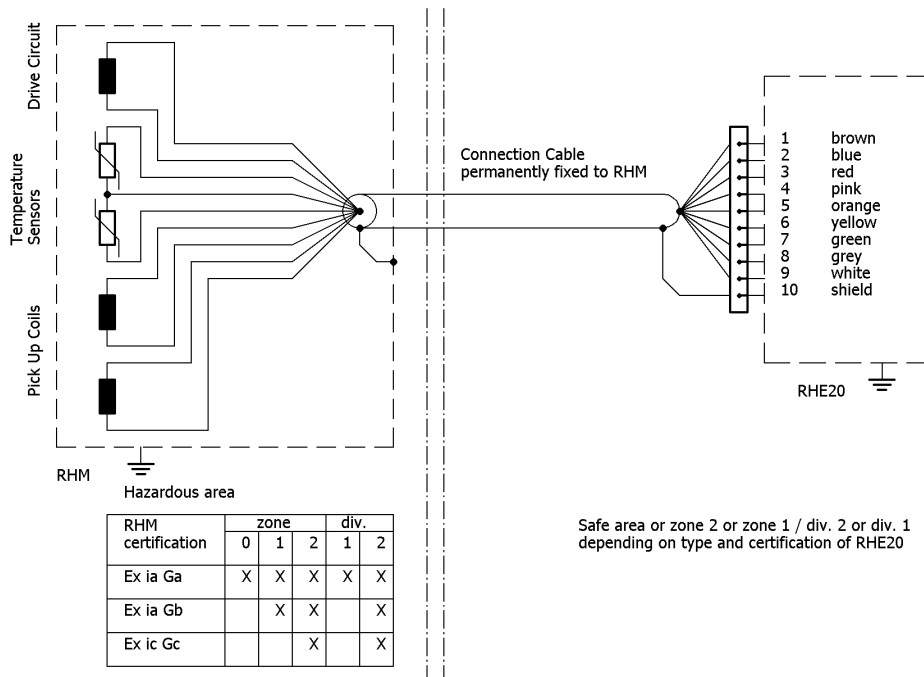 Drive Circuit
Temperature
Sensors
Pick Up Coils
RHM
Hazardous area
Connection Cable
permanently fixed to RHM
1 brown
2 blue
3 red
4 pink
5 orange
6 yellow
7 green
8 grey
9 white
10 shield
RHE20
RHM zone div.
certification 0 1 2 1 2
Ex ia Ga X X X X X
Ex ia Gb X X X
Ex ic Gc X X
Safe area or zone 2 or zone 1 / div. 2 or div. 1
depending on type and certification of RHE20